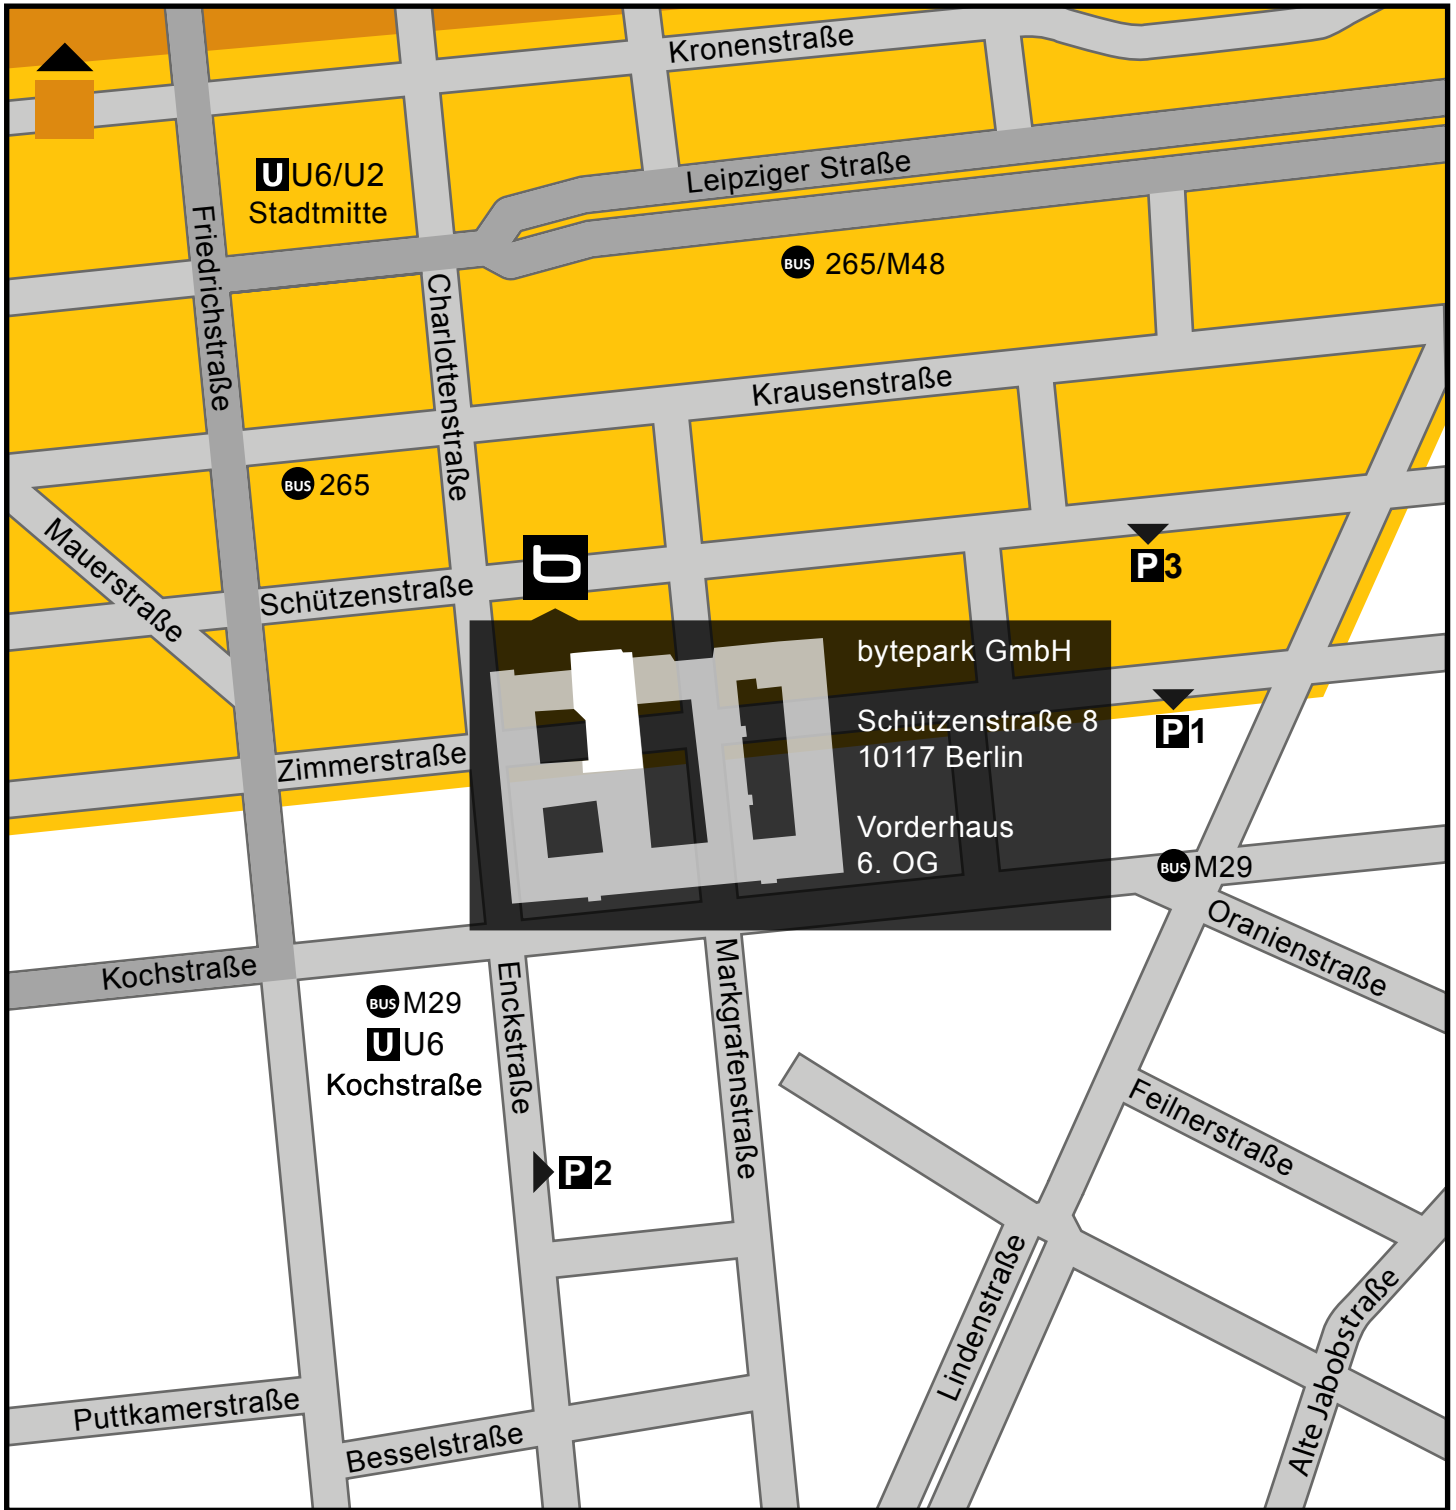 Kronenstraße
U U6/U2
Stadtmitte
Leipziger Straße
Friedrichstraße
BUS 265/M48
Charlottenstraße
Krausenstraße
BUS 265
Mauerstraße
b
P3
Schützenstraße
bytepark GmbH
Schützenstraße 8
10117 Berlin
Vorderhaus
6. OG
P1
Zimmerstraße
BUS M29
Oranienstraße
Kochstraße
BUS M29
U U6
Kochstraße
Enckstraße
Markgrafenstraße
Feilnerstraße
P2
Lindenstraße
Alte Jabobstraße
Puttkamerstraße
Besselstraße